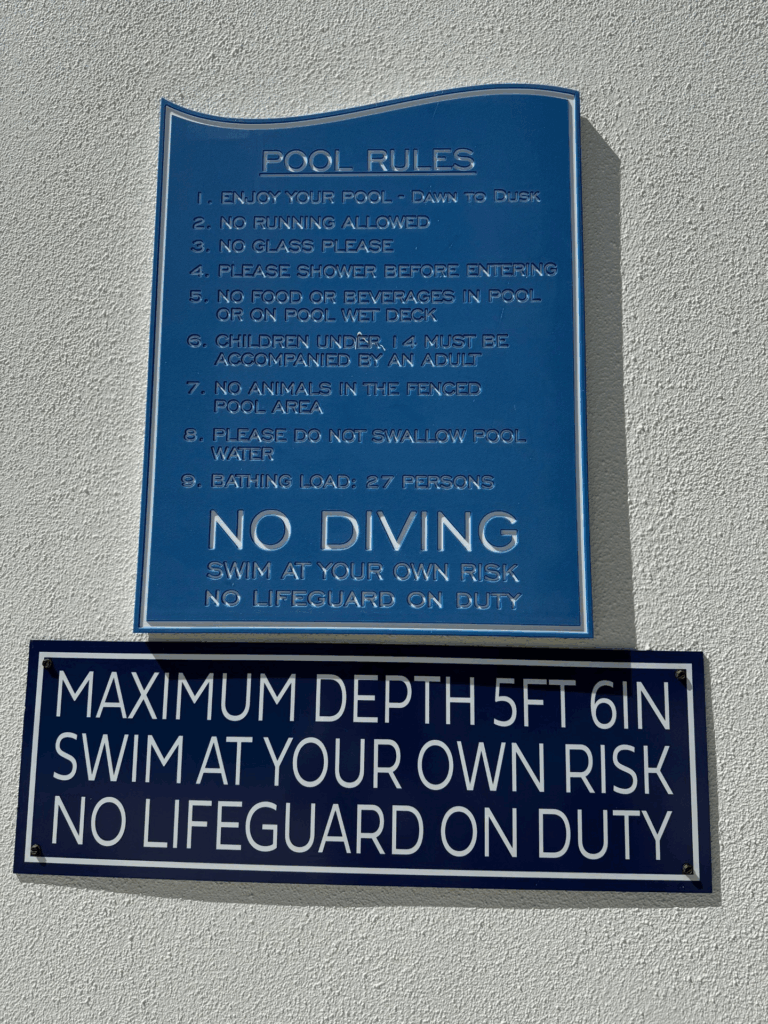 POOL RULES
1. ENJOY YOUR POOL - DAWN TO DUSK
2. NO RUNNING ALLOWED
3. NO GLASS PLEASE
4. PLEASE SHOWER BEFORE ENTERING
5. NO FOOD OR BEVERAGES IN POOL
OR ON POOL WET DECK
6. CHILDREN UNDER 14 MUST BE
ACCOMPANIED BY AN ADULT
7. NO ANIMALS IN THE FENCED
POOL AREA
8. PLEASE DO NOT SWALLOW POOL
WATER
9. BATHING LOAD: 27 PERSONS
NO DIVING
SWIM AT YOUR OWN RISK
NO LIFEGUARD ON DUTY
MAXIMUM DEPTH 5FT 6IN
SWIM AT YOUR OWN RISK
NO LIFEGUARD ON DUTY